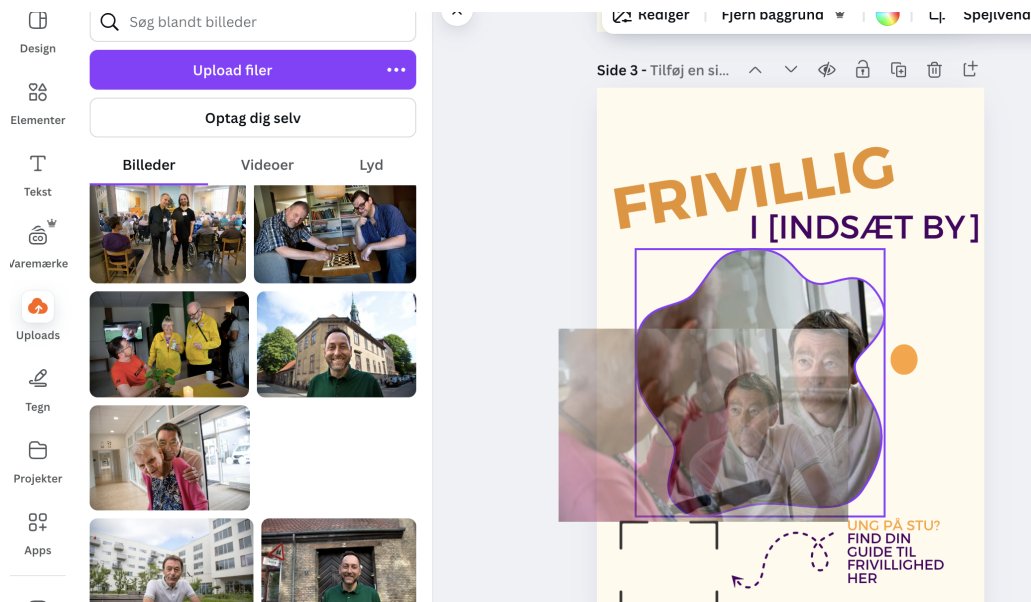 Design
Elementer
Tekst
Varemærke
Uploads
Tegn
Projekter
Apps
Søg blandt billeder
Upload filer
Optag dig selv
Billeder Videoer Lyd
Rediger Fjern baggrund Spejlvend
Side 3 - Tilføj en si...
FRIVILLIG
I [INDSÆT BY]
UNG PÅ STU?
FIND DIN
GUIDE TIL
FRIVILLIGHED
HER